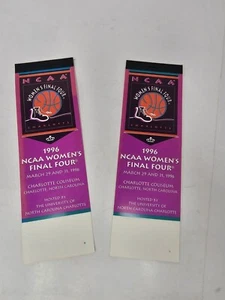 NCAA
WOMEN'S
FINAL FOUR
CHARLOTTE
1996
NCAA WOMEN'S
FINAL FOUR
MARCH 29 AND 31, 1996
CHARLOTTE COLISEUM
CHARLOTTE, NORTH CAROLINA
HOSTED BY
THE UNIVERSITY OF
NORTH CAROLINA CHARLOTTE
NCAA
WOMEN'S
FINAL FOUR
CHARLOTTE
1996
NCAA WOMEN'S
FINAL FOUR
MARCH 29 AND 31, 1996
CHARLOTTE COLISEUM
CHARLOTTE, NORTH CAROLINA
HOSTED BY
THE UNIVERSITY OF
NORTH CAROLINA CHARLOTTE